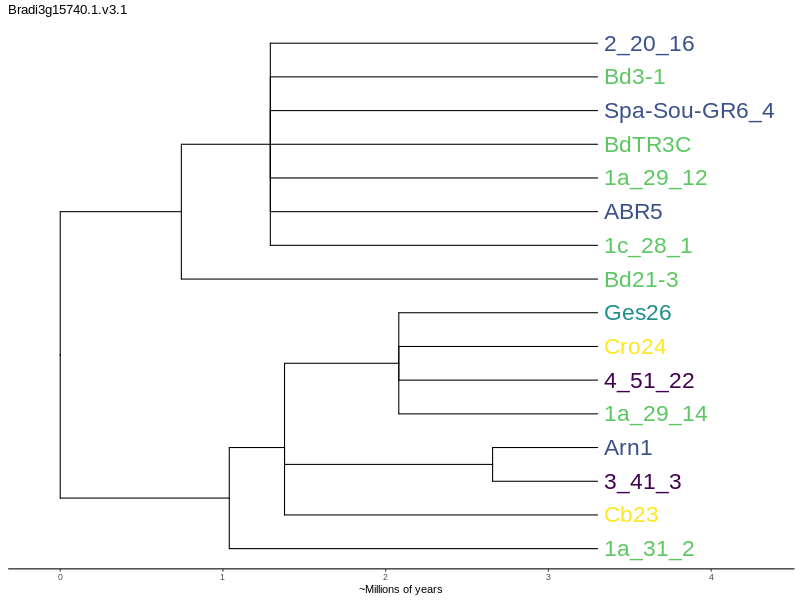 Bradi3g15740.1.v3.1
2_20_16
Bd3-1
Spa-Sou-GR6_4
BdTR3C
1a_29_12
ABR5
1c_28_1
Bd21-3
Ges26
Cro24
4_51_22
1a_29_14
Arn1
3_41_3
Cb23
1a_31_2
0 1 2 3 4
~Millions of years